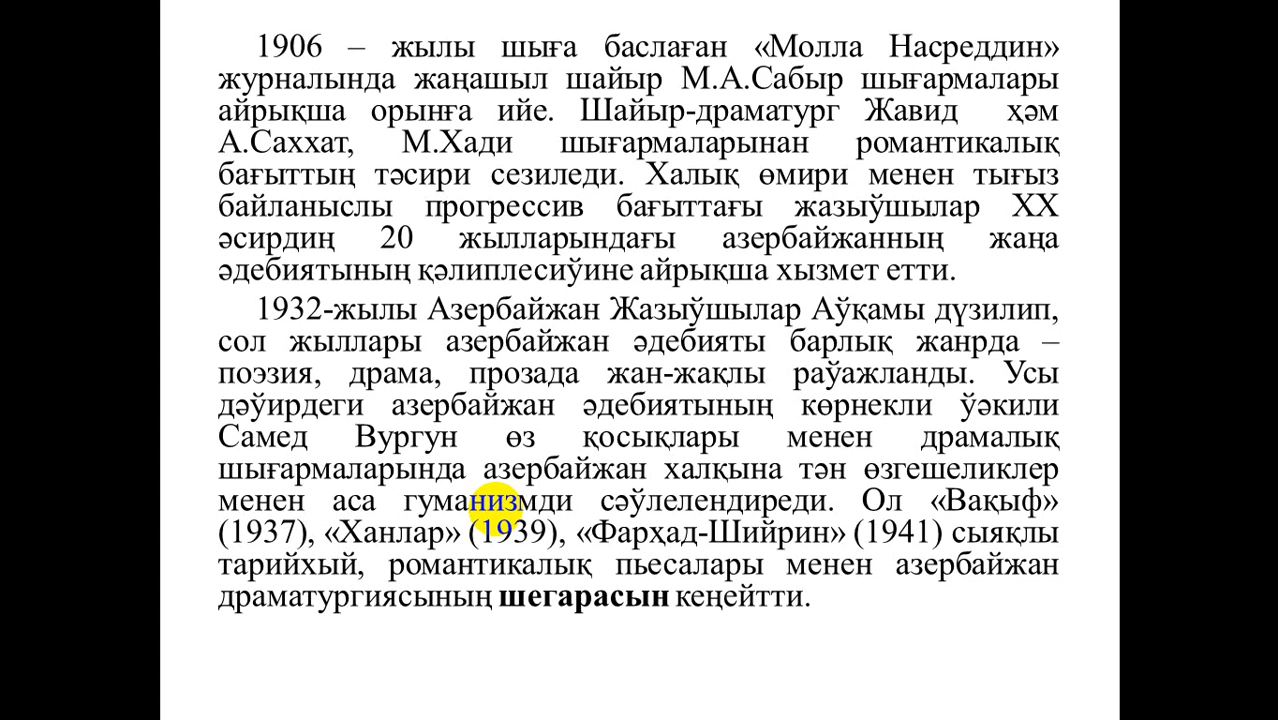 1906 – жылы шыға баслаған «Молла Насреддин»
журналында жаңашыл шайыр М.А.Сабыр шығармалары
айрықша орынға ийе. Шайыр-драматург Жавид ҳәм
А.Саххат, М.Хади шығармаларынан романтикалық
бағыттың тәсири сезиледи. Халық өмири менен тығыз
байланыслы прогрессив бағыттағы жазыўшылар XX
әсирдиң 20 жылларындағы азербайжанның жаңа
әдебиятының қәлиплесиўине айрықша хызмет етти.
1932-жылы Азербайжан Жазыўшылар Аўқамы дүзилип,
сол жыллары азербайжан әдебияты барлық жанрда –
поэзия, драма, прозада жан-жақлы раўажланды. Усы
дәўирдеги азербайжан әдебиятының көрнекли ўәкили
Самед Вургун өз қосықлары менен драмалық
шығармаларында азербайжан халқына тән өзгешеликлер
менен аса гуманизмди сәўлелендиреди. Ол «Вақыф»
(1937), «Ханлар» (1939), «Фарҳад-Шийрин» (1941) сыяқлы
тарийхый, романтикалық пьесалары менен азербайжан
драматургиясының шегарасын кеңейтти.